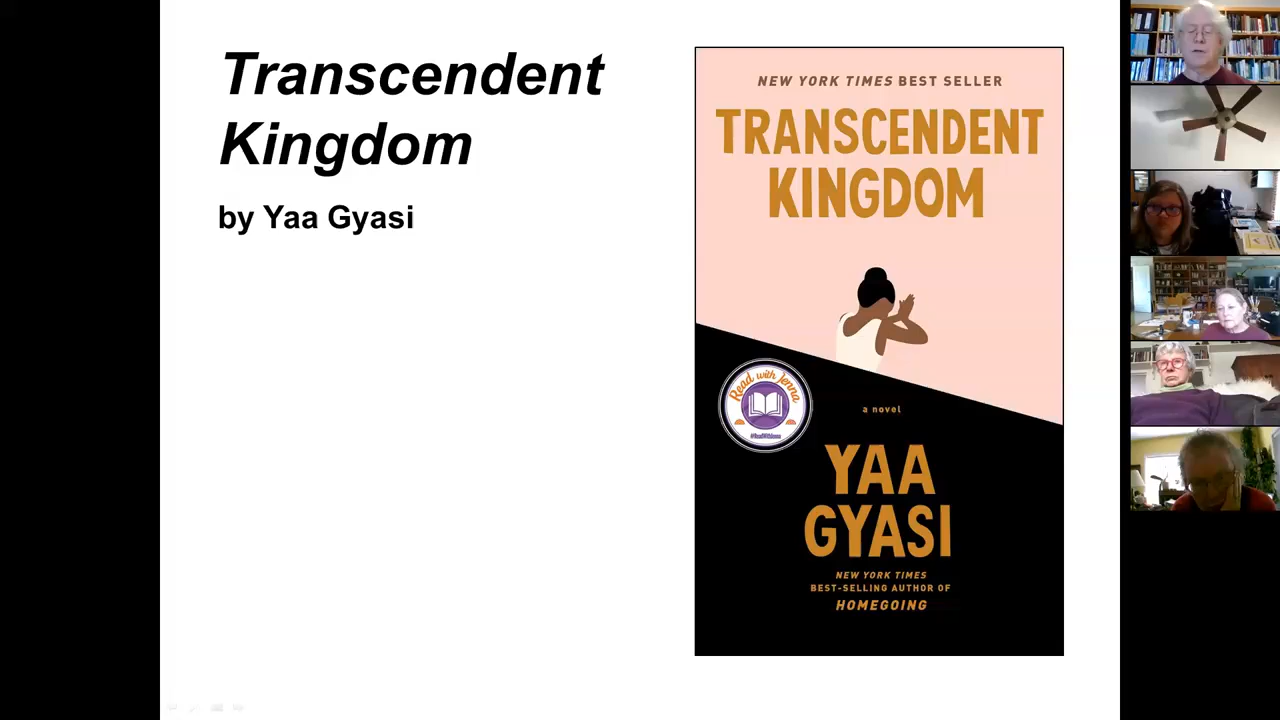 Transcendent
Kingdom
by Yaa Gyasi
NEW YORK TIMES BEST SELLER
TRANSCENDENT
KINGDOM
Read with Jenna
#ReadWithJenna
a novel
YAA
GYASI
NEW YORK TIMES
BEST-SELLING AUTHOR OF
HOMEGOING